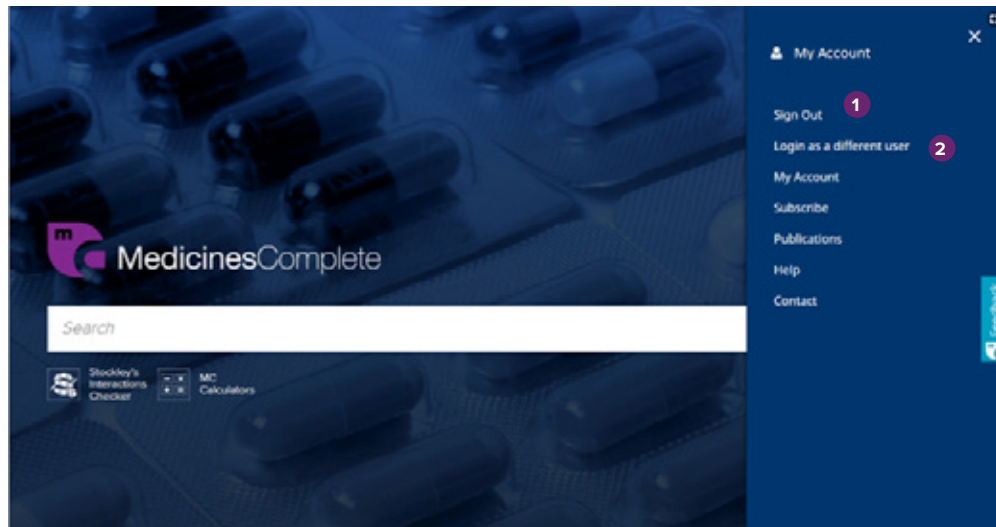 My Account
Sign Out 1
Login as a different user 2
My Account
Subscribe
Publications
Help
Contact
m
MedicinesComplete
Search
Stockley's
Interactions
Checker
MC
Calculators
Feedback